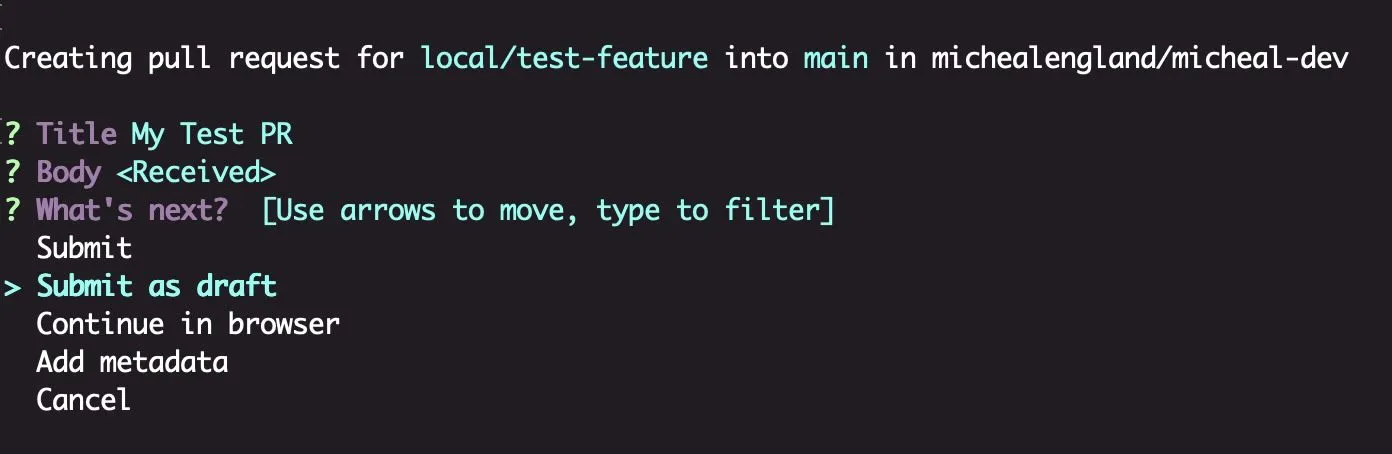 Creating pull request for local/test-feature into main in michealengland/micheal-dev
? Title My Test PR
? Body <Received>
? What's next?  [Use arrows to move, type to filter]
  Submit
> Submit as draft
  Continue in browser
  Add metadata
  Cancel